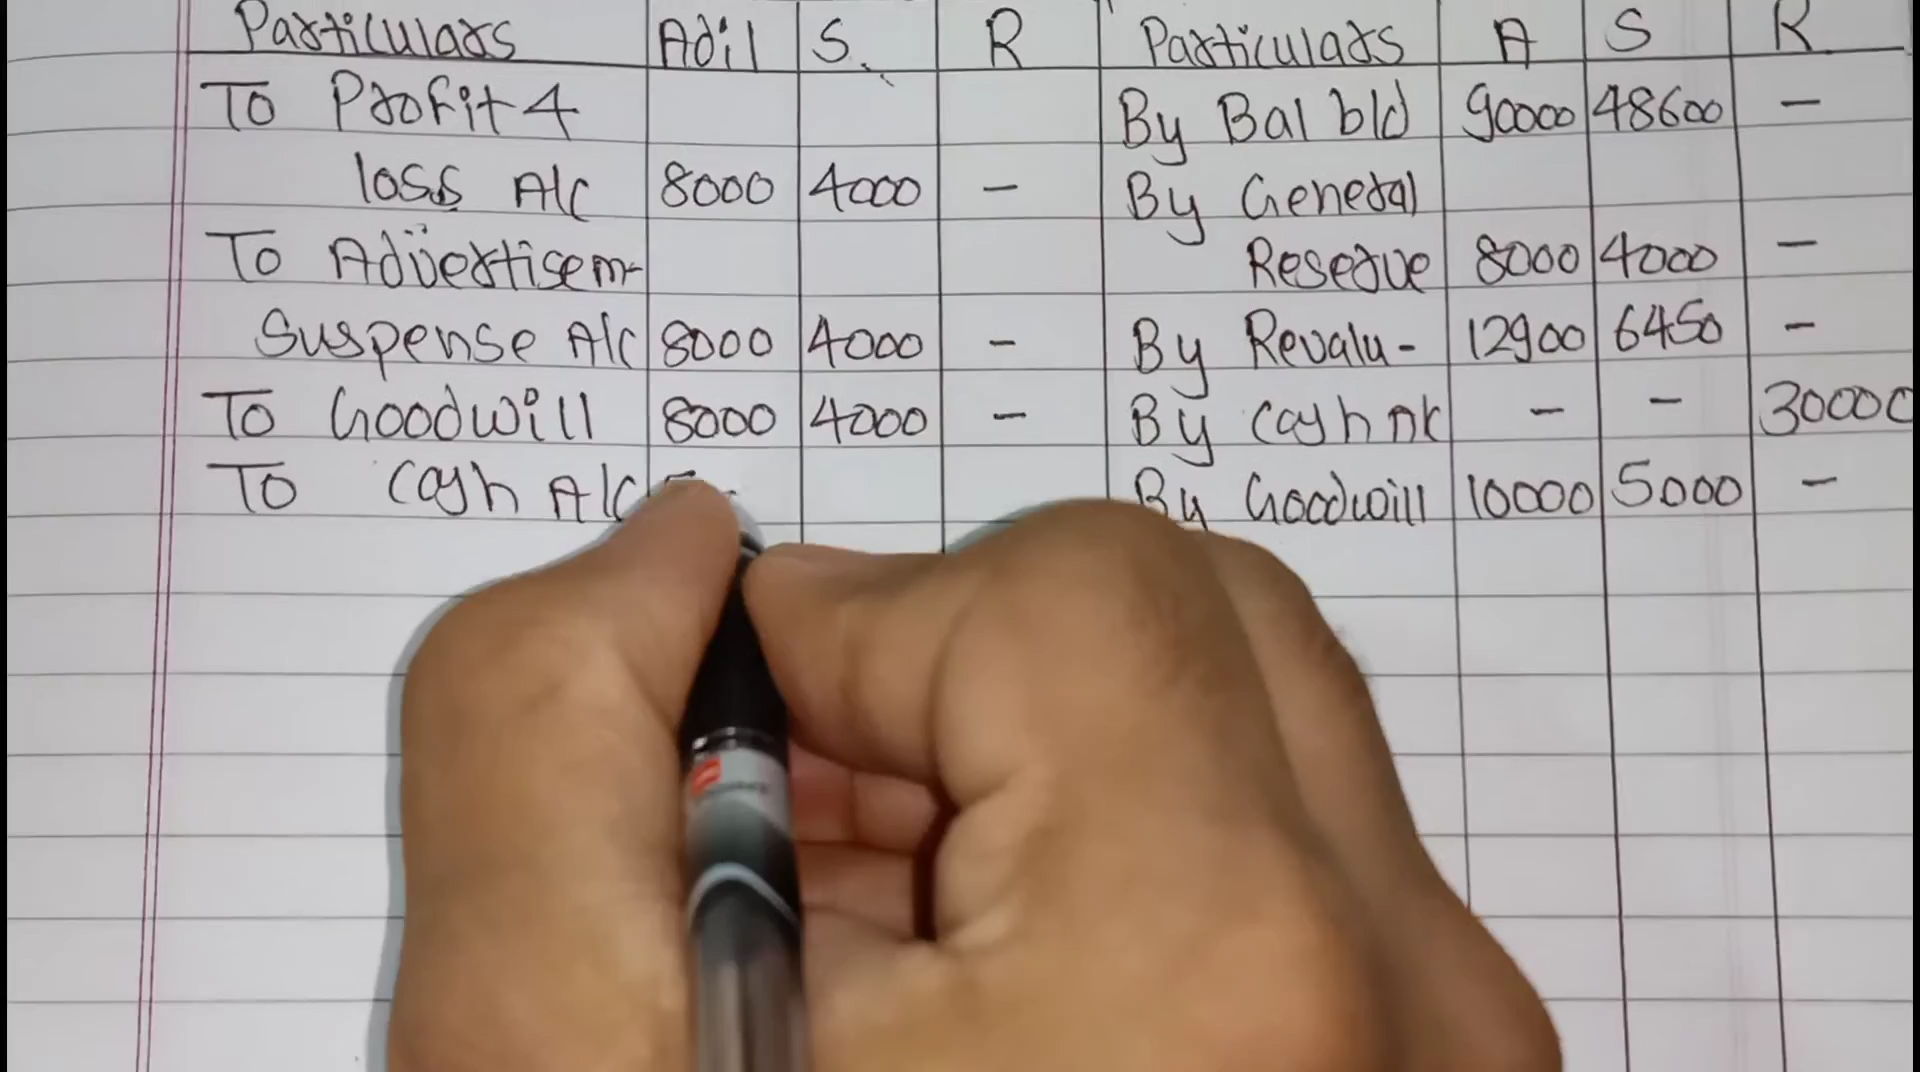 Particulars Adil S. R Particulars A S R
To Profit & By Bal b/d 90000 48600 -
loss A/c 8000 4000 - By General
To Advertisem- Reserve 8000 4000 -
Suspense A/c 8000 4000 - By Revalu- 12900 6450 -
To Goodwill 8000 4000 - By Cash A/c - - 30000
To Cash A/c By Goodwill 10000 5000 -